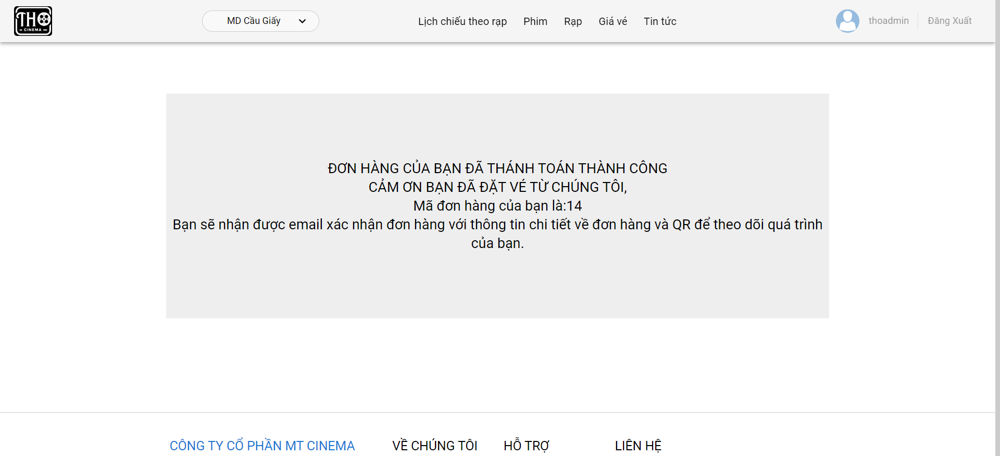 THO
CINEMA
MD Cầu Giấy
Lịch chiếu theo rạp Phim Rạp Giá vé Tin tức
thoadmin Đăng Xuất
ĐƠN HÀNG CỦA BẠN ĐÃ THÁNH TOÁN THÀNH CÔNG
CẢM ƠN BẠN ĐÃ ĐẶT VÉ TỪ CHÚNG TÔI,
Mã đơn hàng của bạn là:14
Bạn sẽ nhận được email xác nhận đơn hàng với thông tin chi tiết về đơn hàng và QR để theo dõi quá trình
của bạn.
CÔNG TY CỔ PHẦN MT CINEMA VỀ CHÚNG TÔI HỖ TRỢ LIÊN HỆ